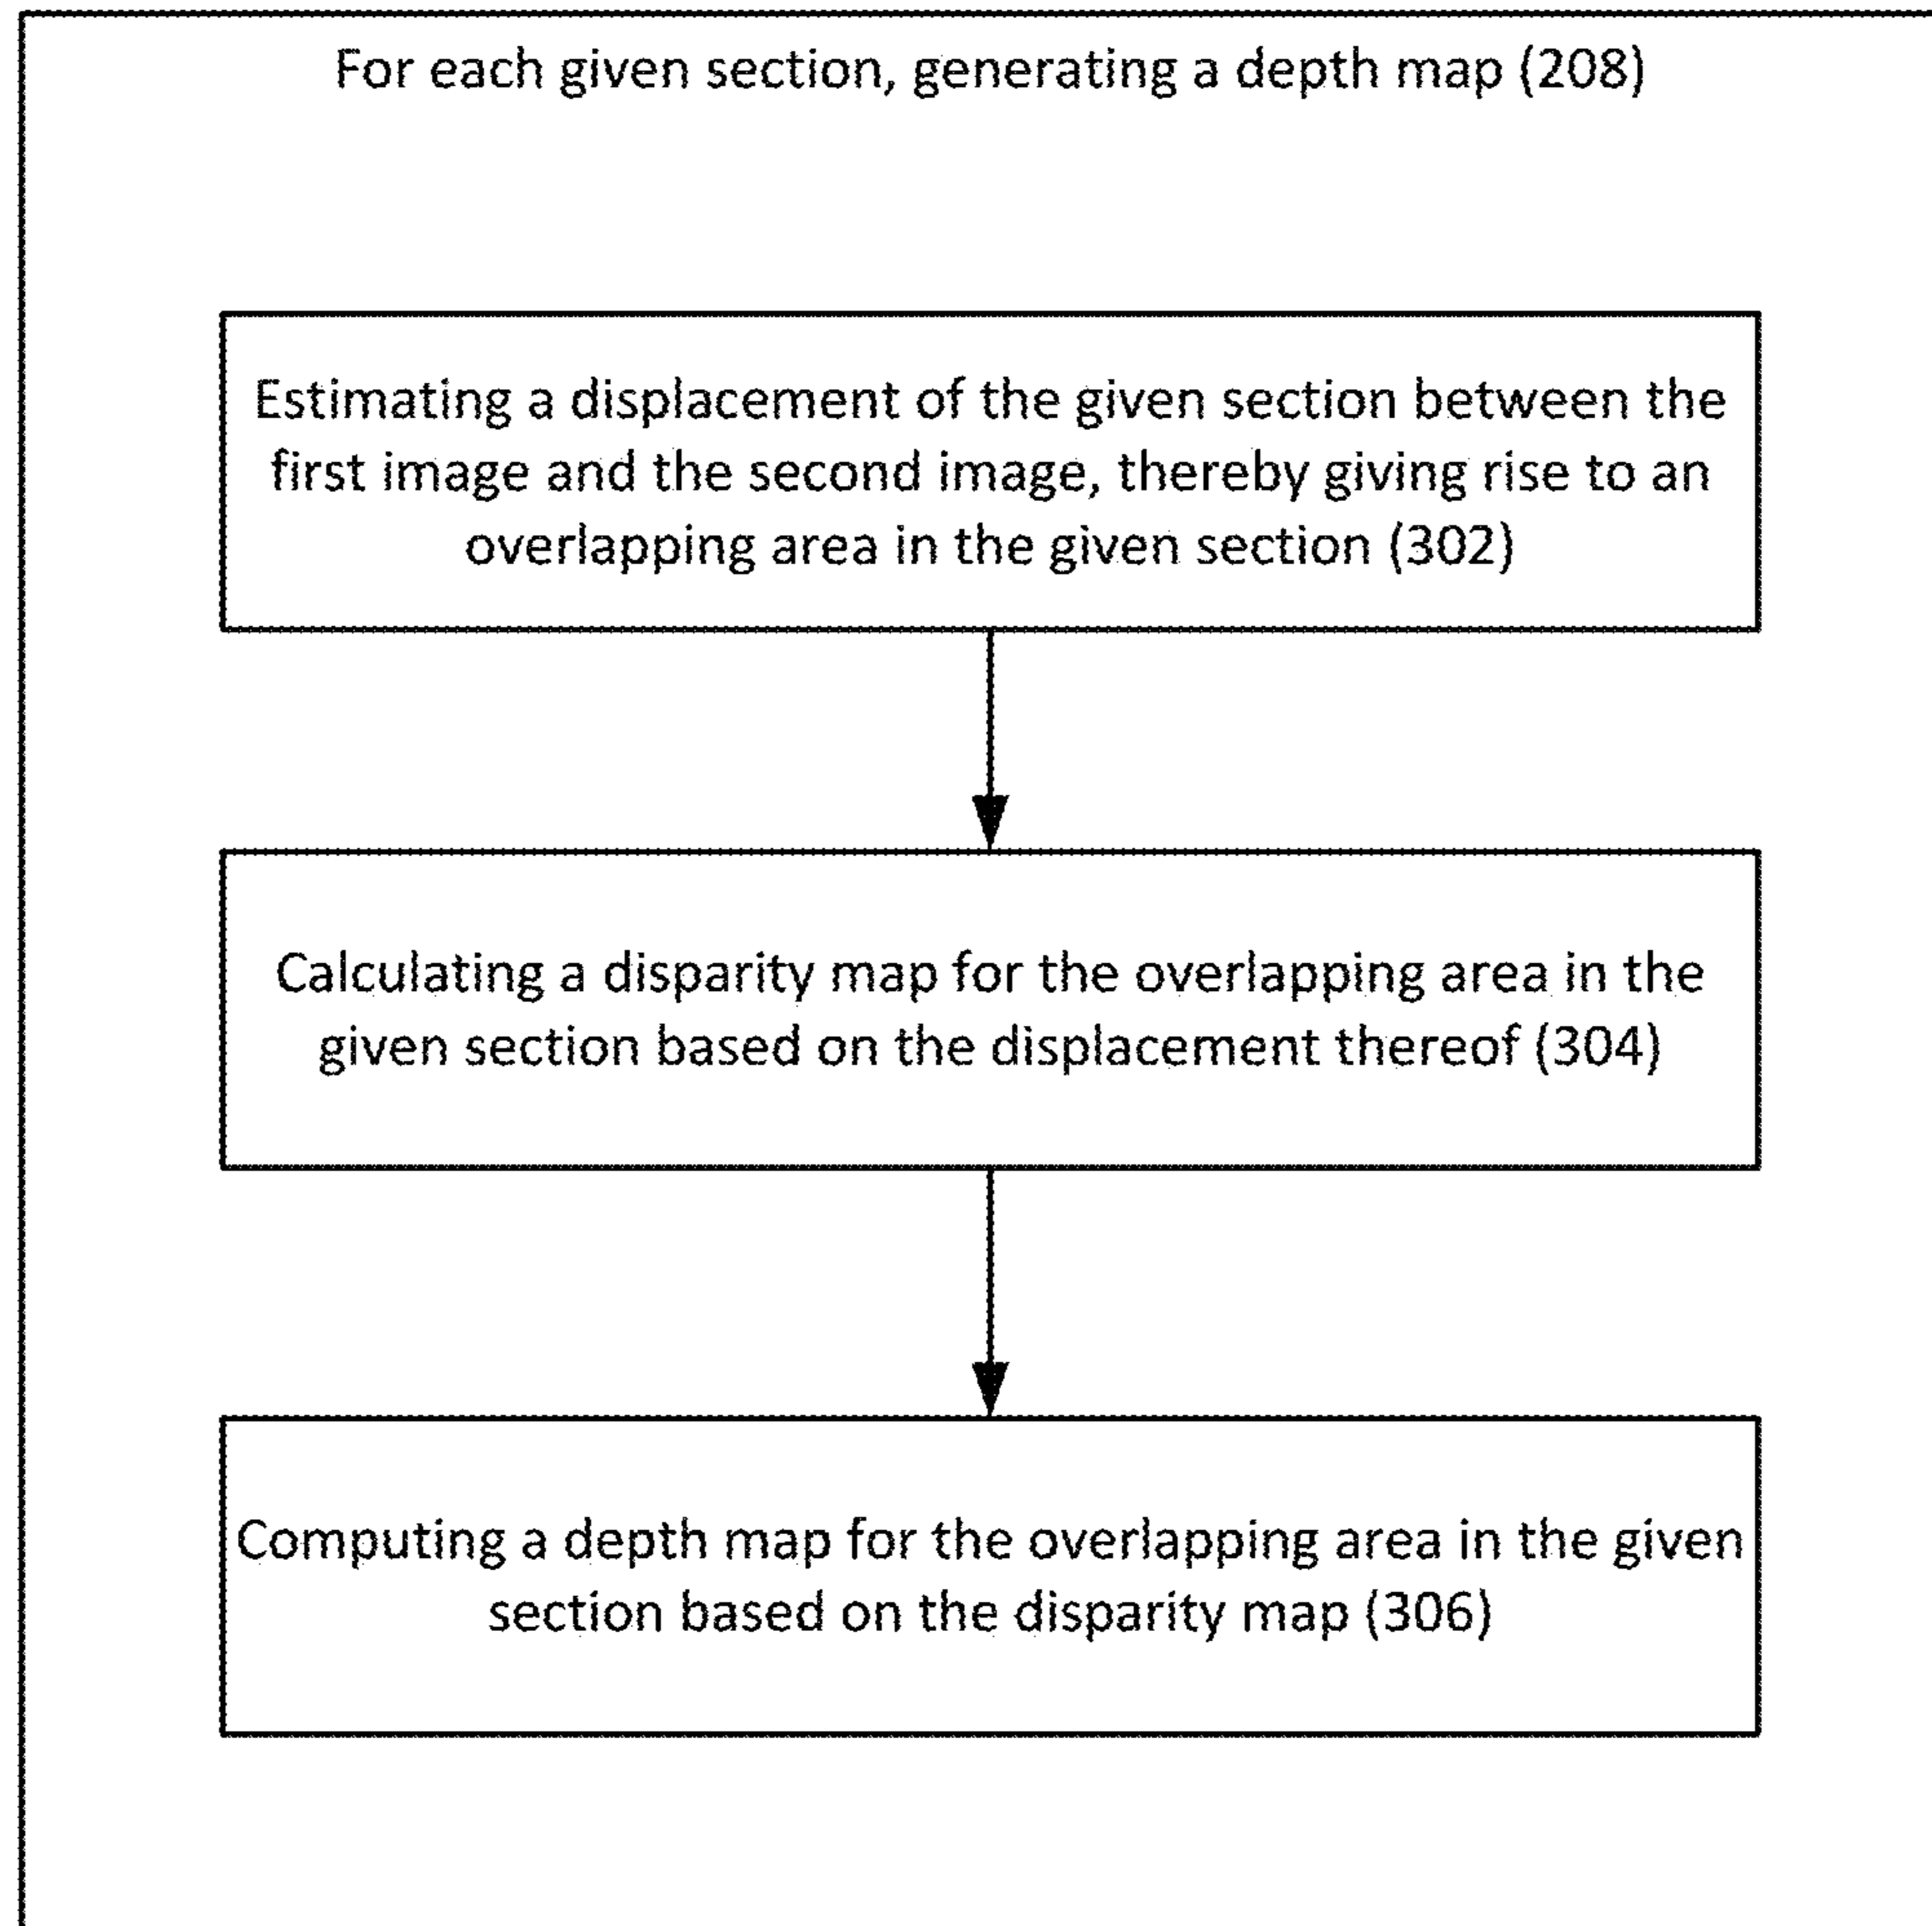 For each given section, generating a depth map (208)
Estimating a displacement of the given section between the
first image and the second image, thereby giving rise to an
overlapping area in the given section (302)
Calculating a disparity map for the overlapping area in the
given section based on the displacement thereof (304)
Computing a depth map for the overlapping area in the given
section based on the disparity map (306)